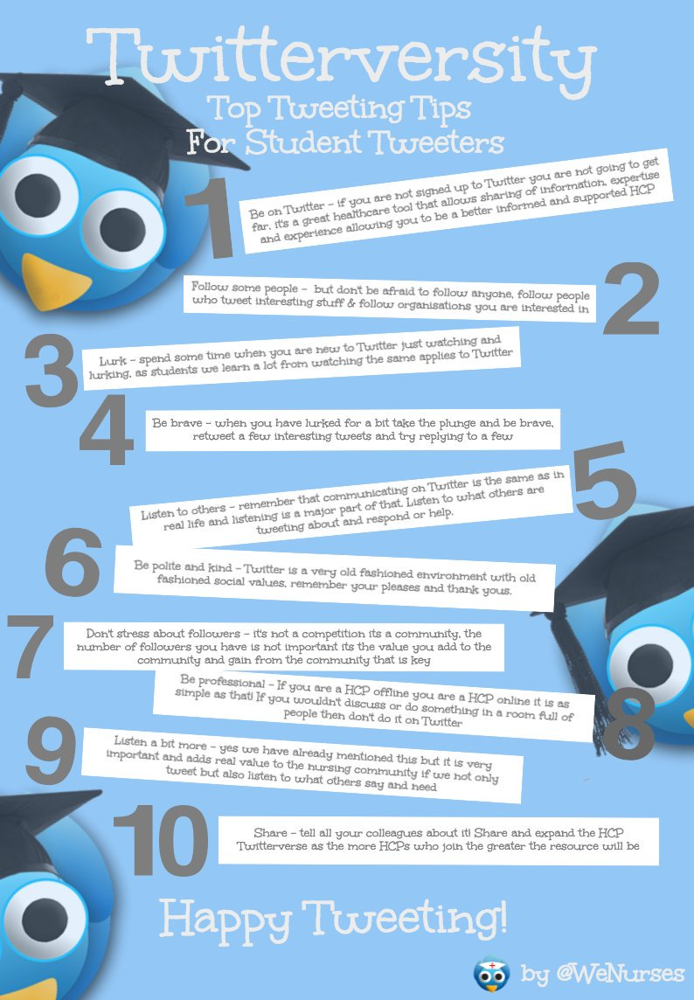 Twitterversity
Top Tweeting Tips
For Student Tweeters
1
Be on Twitter - if you are not signed up to Twitter you are not going to get
far, it's a great healthcare tool that allows sharing of information, expertise
and experience allowing you to be a better informed and supported HCP
2
Follow some people - but don't be afraid to follow anyone, follow people
who tweet interesting stuff & follow organisations you are interested in
3
Lurk - spend some time when you are new to Twitter just watching and
lurking, as students we learn a lot from watching the same applies to Twitter
4
Be brave - when you have lurked for a bit take the plunge and be brave,
retweet a few interesting tweets and try replying to a few
5
Listen to others - remember that communicating on Twitter is the same as in
real life and listening is a major part of that. Listen to what others are
tweeting about and respond or help.
6
Be polite and kind - Twitter is a very old fashioned environment with old
fashioned social values, remember your pleases and thank yous.
7
Don't stress about followers - it's not a competition its a community, the
number of followers you have is not important its the value you add to the
community and gain from the community that is key
8
Be professional - If you are a HCP offline you are a HCP online it is as
simple as that! If you wouldn't discuss or do something in a room full of
people then don't do it on Twitter
9
Listen a bit more - yes we have already mentioned this but it is very
important and adds real value to the nursing community if we not only
tweet but also listen to what others say and need
10
Share - tell all your colleagues about it! Share and expand the HCP
Twitterverse as the more HCPs who join the greater the resource will be
Happy Tweeting!
by @WeNurses